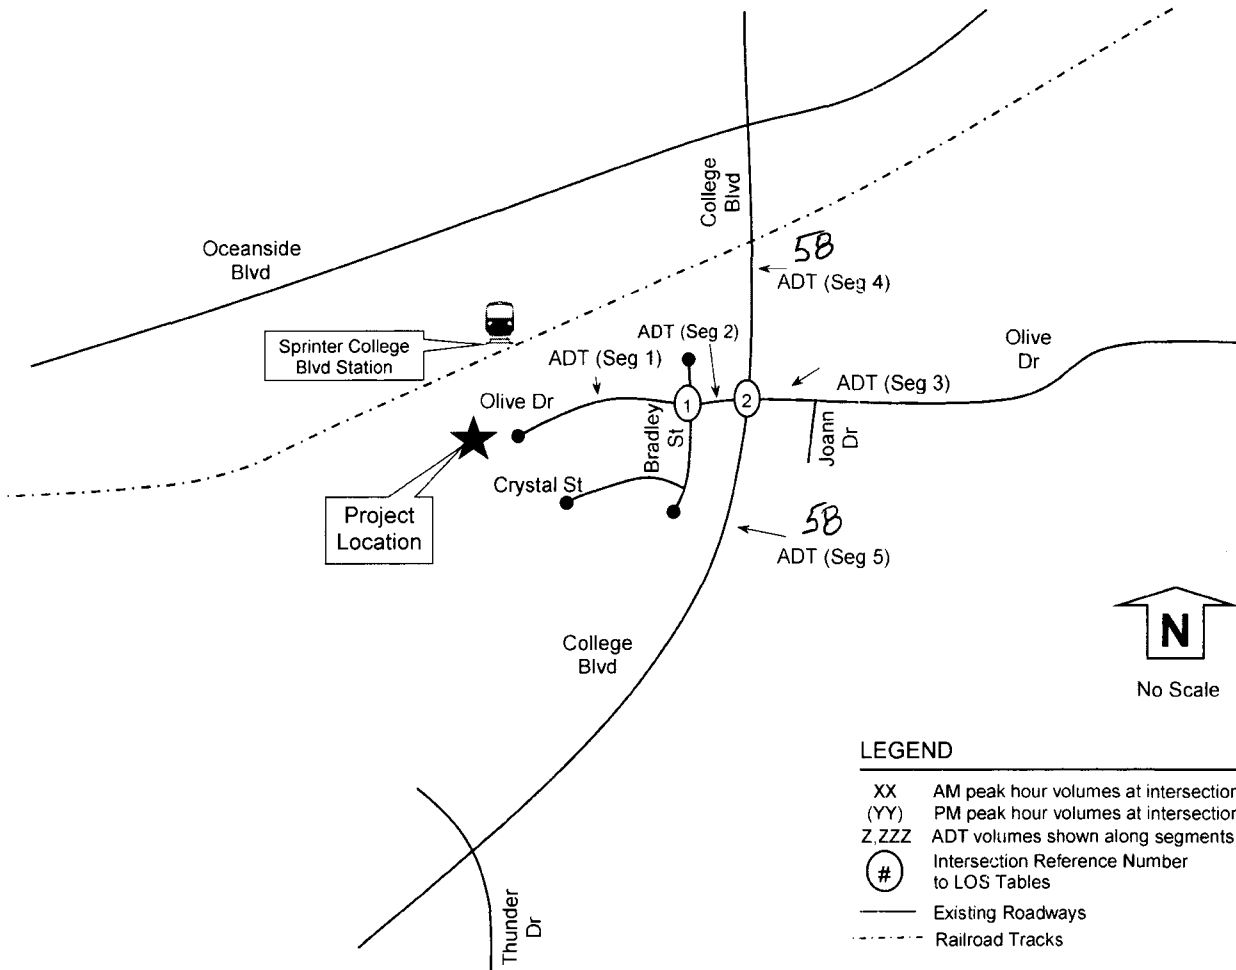 College
Blvd
58
ADT (Seg 4)
Oceanside
Blvd
Sprinter College
Blvd Station
ADT (Seg 2)
ADT (Seg 1)
Olive
Dr
ADT (Seg 3)
Olive Dr
1
2
Bradley
St
Joann
Dr
Crystal St
Project
Location
58
ADT (Seg 5)
College
Blvd
N
No Scale
Thunder
Dr
LEGEND
XX AM peak hour volumes at intersection
(YY) PM peak hour volumes at intersection
Z,ZZZ ADT volumes shown along segments
# Intersection Reference Number
to LOS Tables
Existing Roadways
Railroad Tracks